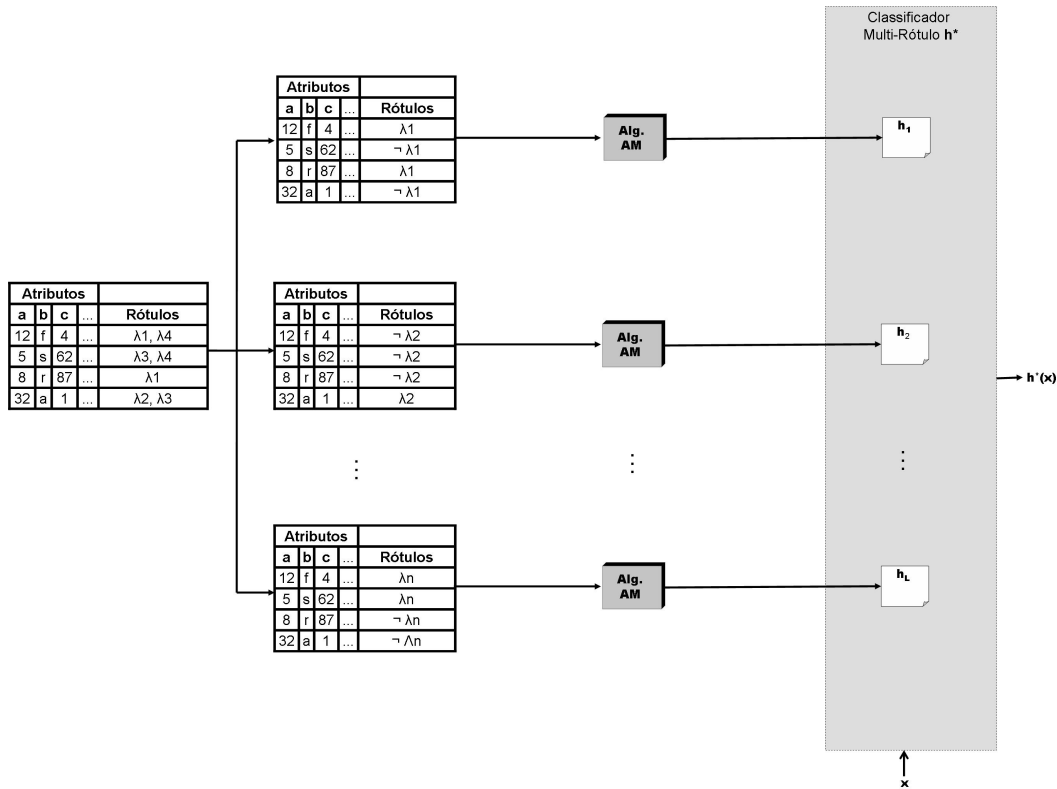 Classificador
Multi-Rótulo h*
Atributos
a b c ... Rótulos
12 f 4 ... λ1
5 s 62 ... ¬ λ1
8 r 87 ... λ1
32 a 1 ... ¬ λ1
Alg.
AM
h1
Atributos
a b c ... Rótulos
12 f 4 ... λ1, λ4
5 s 62 ... λ3, λ4
8 r 87 ... λ1
32 a 1 ... λ2, λ3
Atributos
a b c ... Rótulos
12 f 4 ... ¬ λ2
5 s 62 ... ¬ λ2
8 r 87 ... ¬ λ2
32 a 1 ... λ2
Alg.
AM
h2
h*(x)
⋮ ⋮ ⋮
Atributos
a b c ... Rótulos
12 f 4 ... λn
5 s 62 ... λn
8 r 87 ... ¬ λn
32 a 1 ... ¬ Λn
Alg.
AM
hL
x